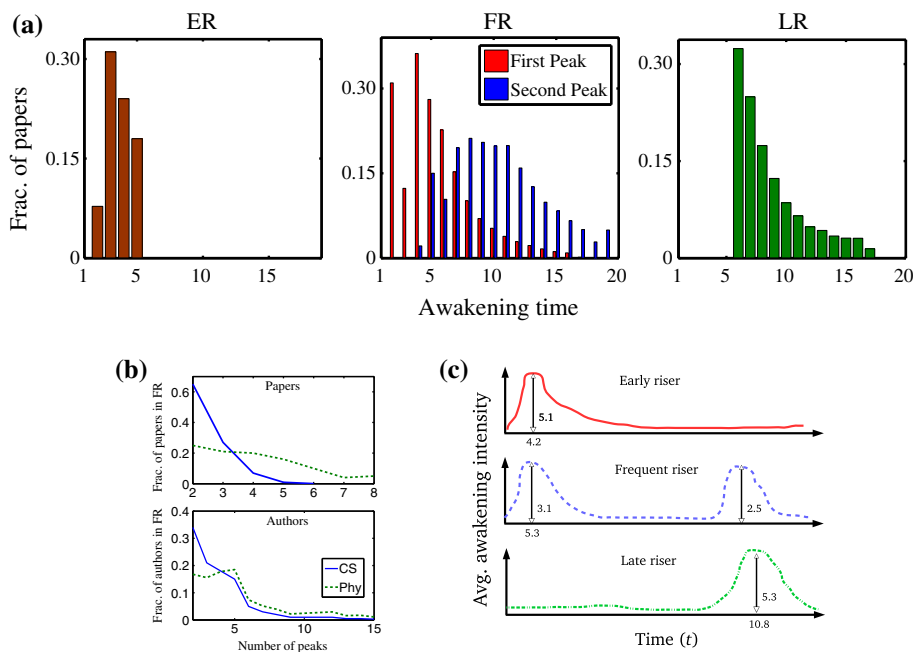 (a)
ER
FR
LR
Frac. of papers
0.30
0.15
0
1
5
10
15
First Peak
Second Peak
0.30
0.15
0
1
5
10
15
20
0.30
0.15
0
1
5
10
15
20
Awakening time
(b)
Papers
Frac. of papers in FR
0.6
0.4
0.2
0
2
3
4
5
6
7
8
Authors
Frac. of authors in FR
0.4
0.3
0.2
0.1
0
CS
Phy
5
10
15
Number of peaks
(c)
Avg. awakening intensity
Early riser
5.1
4.2
Frequent riser
3.1
2.5
5.3
Late riser
5.3
10.8
Time (t)